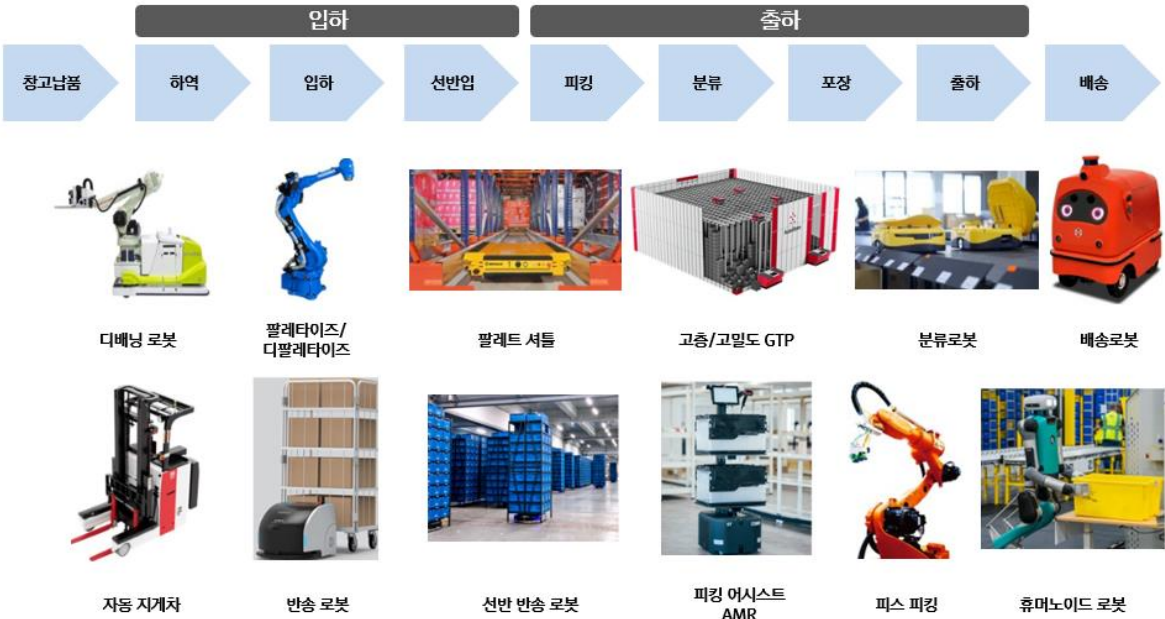 입하
출하
창고납품
하역
입하
선반입
피킹
분류
포장
출하
배송
디배닝 로봇
팔레타이즈/
디팔레타이즈
팔레트 셔틀
고층/고밀도 GTP
분류로봇
배송로봇
자동 지게차
반송 로봇
선반 반송 로봇
피킹 어시스트
AMR
피스 피킹
휴머노이드 로봇